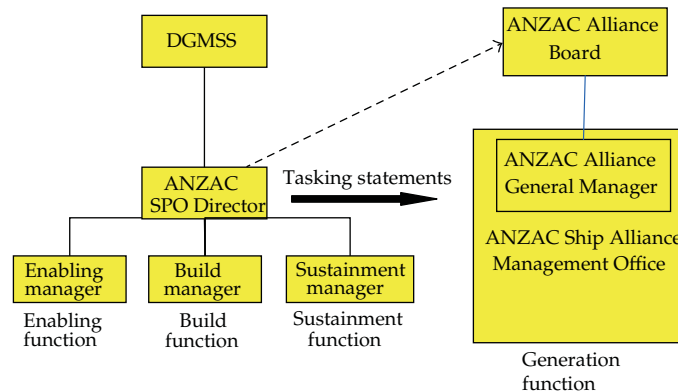 DGMSS
ANZAC Alliance
Board
ANZAC
SPO Director
Tasking statements
ANZAC Alliance
General Manager
ANZAC Ship Alliance
Management Office
Enabling
manager
Build
manager
Sustainment
manager
Enabling
function
Build
function
Sustainment
function
Generation
function